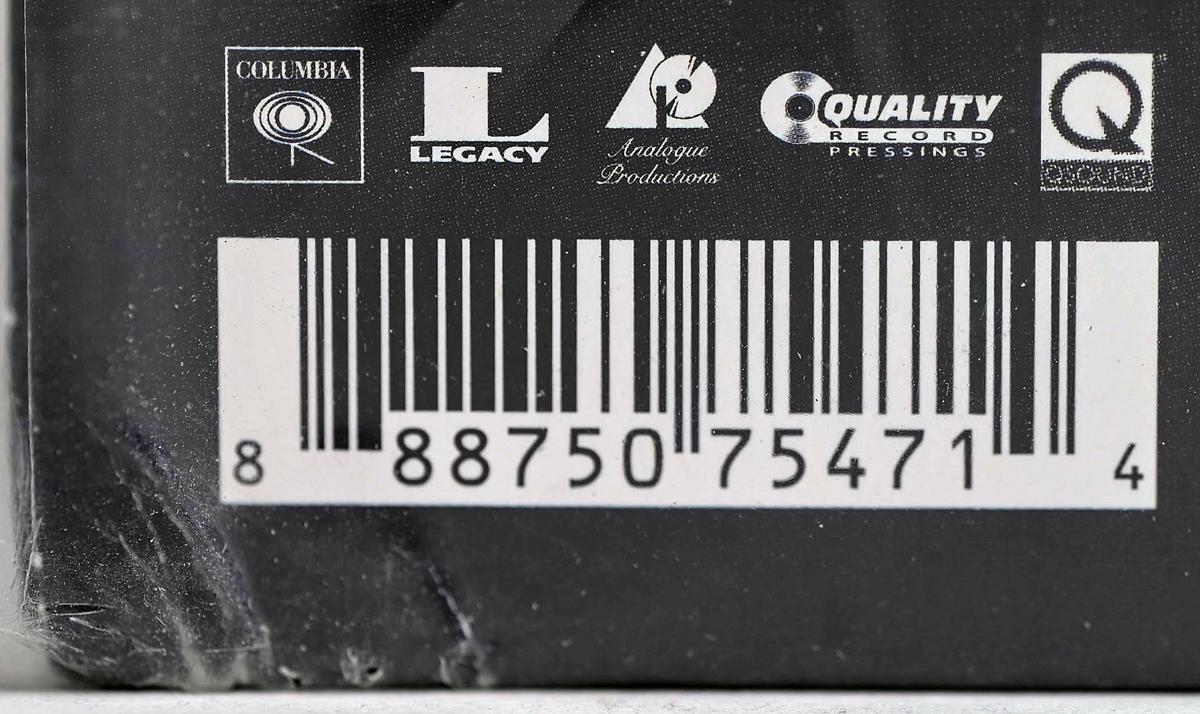 COLUMBIA
L
LEGACY
Analogue
Productions
QUALITY
RECORD
PRESSINGS
Q
QSOUND
8 88750 75471 4